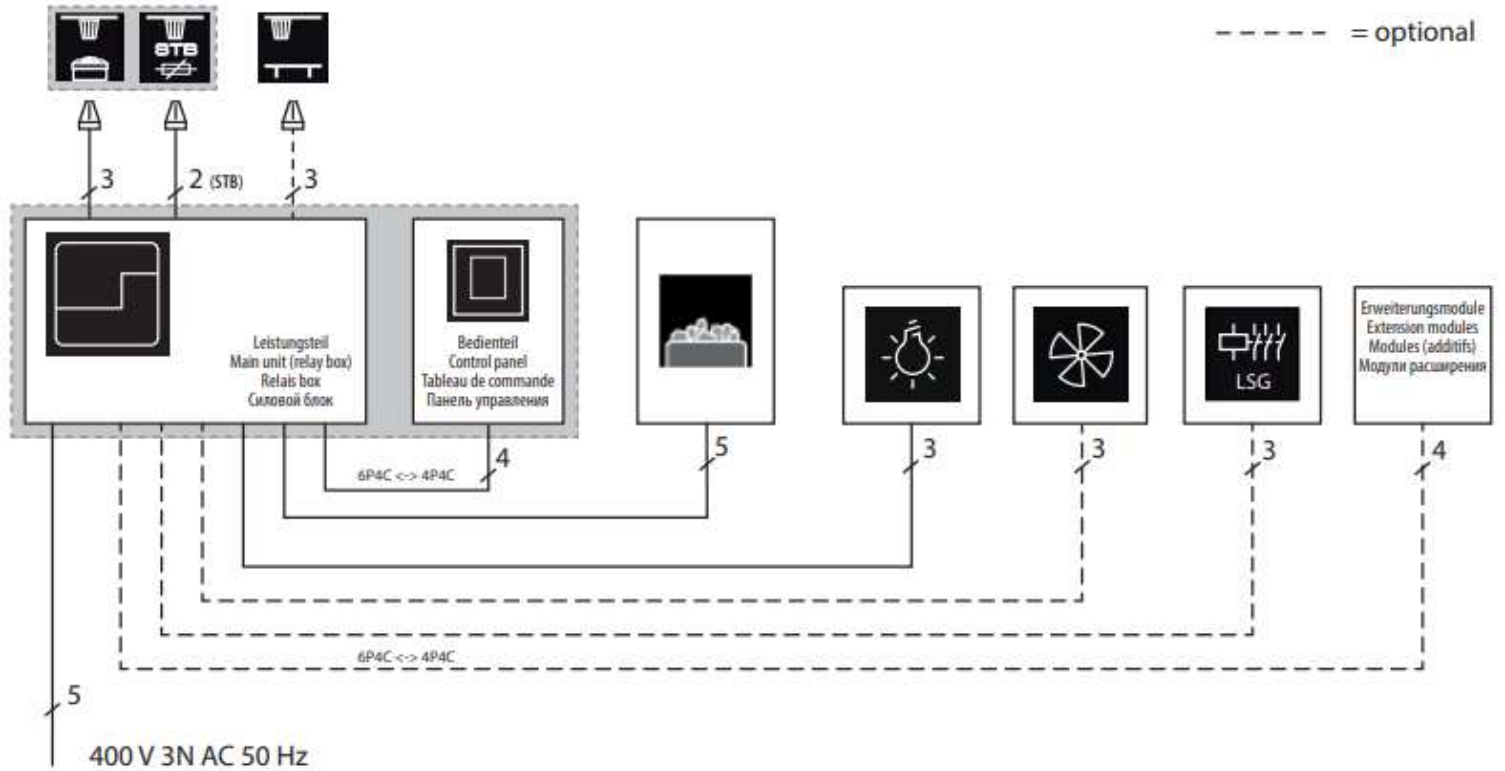 = optional
STB
3
2 (STB)
3
Leistungsteil
Main unit (relay box)
Relais box
Силовой блок
Bedienteil
Control panel
Tableau de commande
Панель управления
LSG
Erweiterungsmodule
Extension modules
Modules (additifs)
Модули расширения
6P4C <-> 4P4C
4
5
3
3
3
4
6P4C <-> 4P4C
5
400 V 3N AC 50 Hz